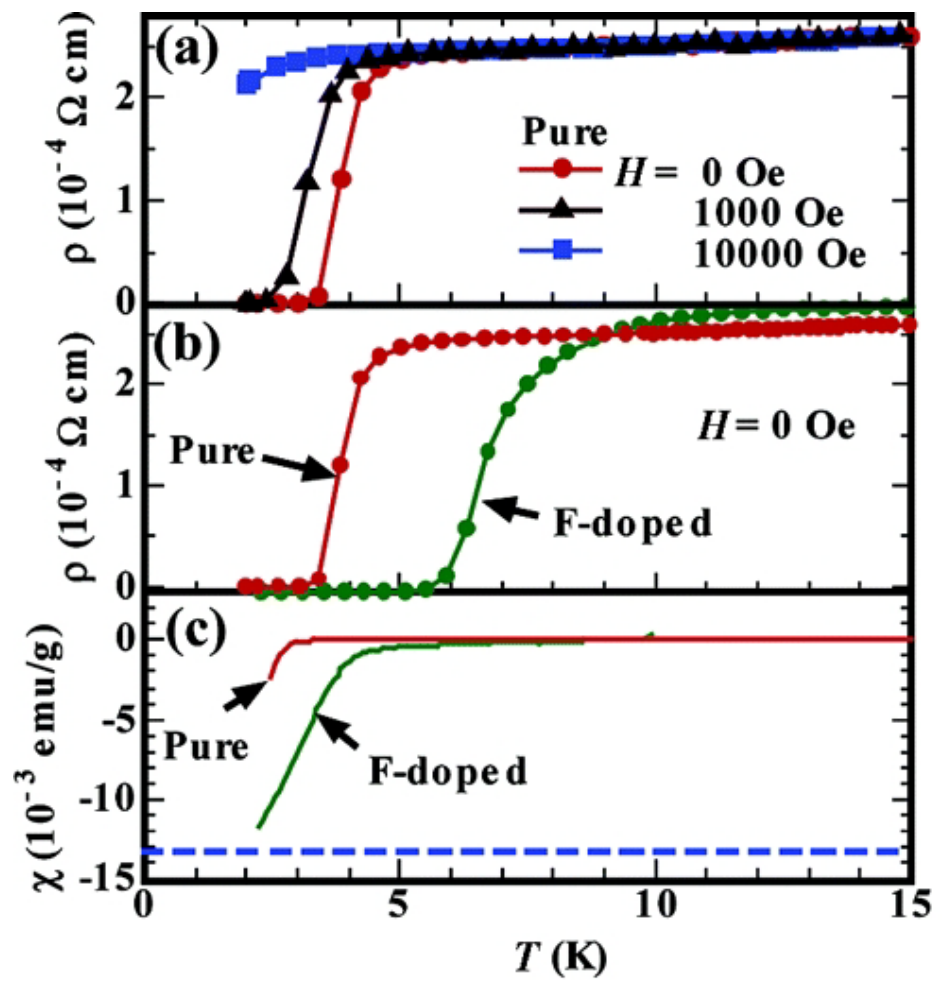 (a)
ρ (10⁻⁴ Ω cm)
2
1
0
Pure
H = 0 Oe
1000 Oe
10000 Oe
(b)
ρ (10⁻⁴ Ω cm)
2
1
0
H = 0 Oe
Pure
F-doped
(c)
χ (10⁻³ emu/g)
0
-5
-10
-15
Pure
F-doped
0 5 10 15
T (K)